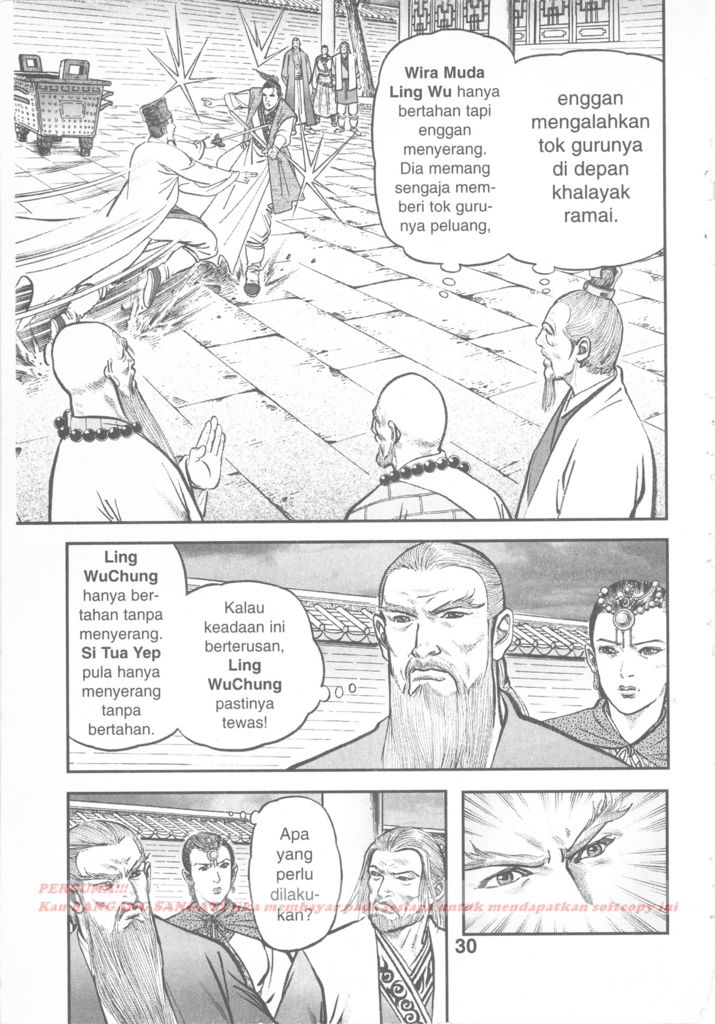 Wira Muda
Ling Wu hanya
bertahan tapi
enggan
menyerang.
Dia memang
sengaja mem-
beri tok guru-
nya peluang,
enggan
mengalahkan
tok gurunya
di depan
khalayak
ramai.
Ling
WuChung
hanya ber-
tahan tanpa
menyerang.
Si Tua Yep
pula hanya
menyerang
tanpa
bertahan.
Kalau
keadaan ini
berterusan,
Ling
WuChung
pastinya
tewas!
Apa
yang
perlu
dilaku-
kan?
PERCUMA!!!
Kau membayar pada untuk mendapatkan softcopy ini
30